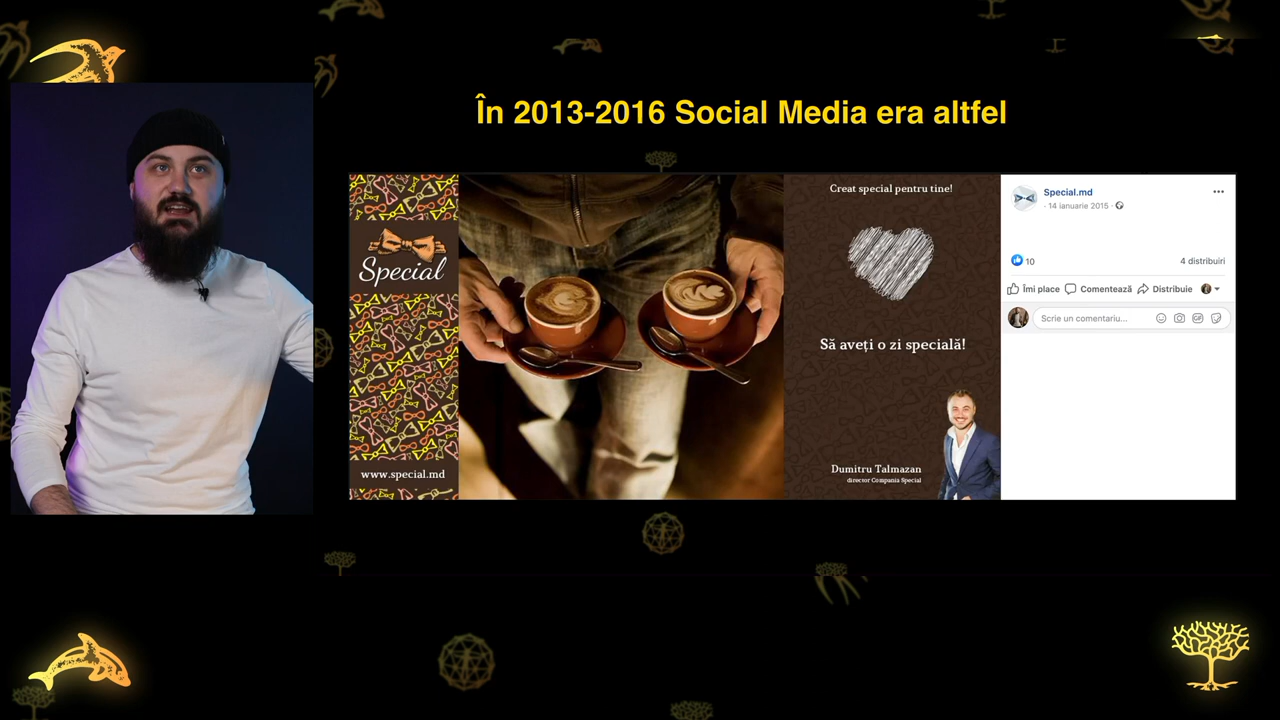 În 2013-2016 Social Media era altfel
Special
www.special.md
Creat special pentru tine!
Să aveți o zi specială!
Dumitru Talmazan
director Compania Special
Special.md
· 14 ianuarie 2015 ·
10
4 distribuiri
Îmi place
Comentează
Distribuie
Scrie un comentariu...
GIF